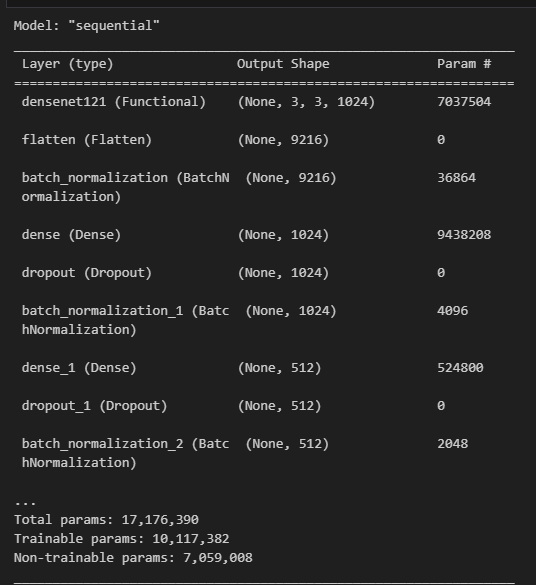 Model: "sequential"
Layer (type) Output Shape Param #
=================================================================
densenet121 (Functional) (None, 3, 3, 1024) 7037504
flatten (Flatten) (None, 9216) 0
batch_normalization (BatchN (None, 9216) 36864
ormalization)
dense (Dense) (None, 1024) 9438208
dropout (Dropout) (None, 1024) 0
batch_normalization_1 (Batc (None, 1024) 4096
hNormalization)
dense_1 (Dense) (None, 512) 524800
dropout_1 (Dropout) (None, 512) 0
batch_normalization_2 (Batc (None, 512) 2048
hNormalization)
...
Total params: 17,176,390
Trainable params: 10,117,382
Non-trainable params: 7,059,008